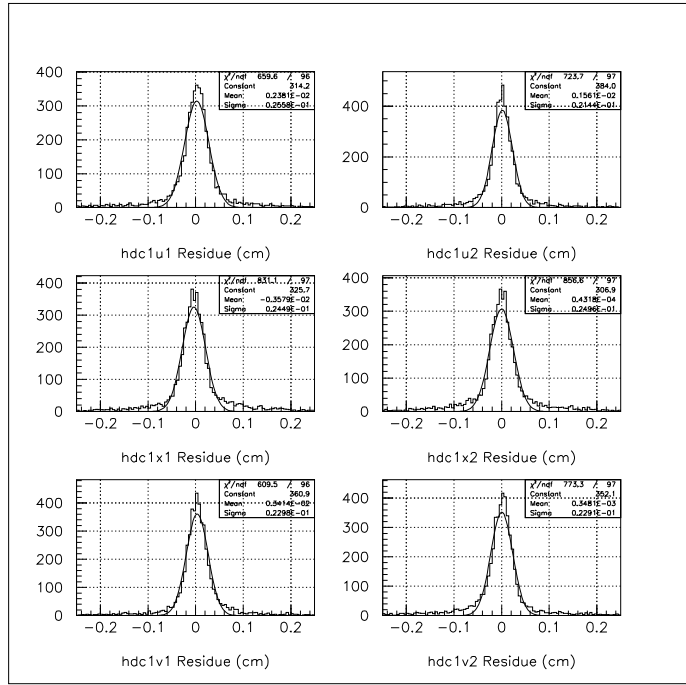 χ²/ndf 659.6 / 96
Constant 314.2
Mean 0.2381E-02
Sigma 0.2558E-01
400
300
200
100
0
-0.2 -0.1 0 0.1 0.2
hdc1u1 Residue (cm)
χ²/ndf 723.7 / 97
Constant 384.0
Mean 0.1561E-02
Sigma 0.2144E-01
400
200
0
-0.2 -0.1 0 0.1 0.2
hdc1u2 Residue (cm)
χ²/ndf 831.1 / 97
Constant 325.7
Mean -0.3579E-02
Sigma 0.2449E-01
400
300
200
100
0
-0.2 -0.1 0 0.1 0.2
hdc1x1 Residue (cm)
χ²/ndf 856.6 / 97
Constant 306.9
Mean 0.4318E-04
Sigma 0.2496E-01
400
300
200
100
0
-0.2 -0.1 0 0.1 0.2
hdc1x2 Residue (cm)
χ²/ndf 609.5 / 96
Constant 360.9
Mean 0.3414E-02
Sigma 0.2298E-01
400
300
200
100
0
-0.2 -0.1 0 0.1 0.2
hdc1v1 Residue (cm)
χ²/ndf 773.3 / 97
Constant 352.1
Mean 0.3481E-03
Sigma 0.2291E-01
400
300
200
100
0
-0.2 -0.1 0 0.1 0.2
hdc1v2 Residue (cm)